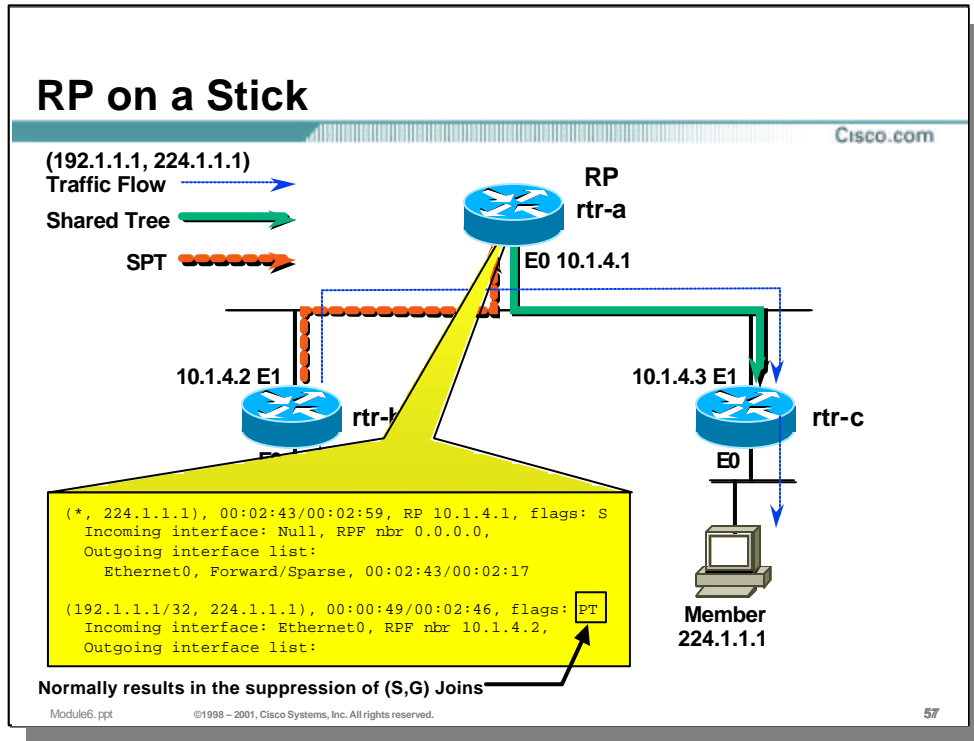 RP on a Stick
Cisco.com
(192.1.1.1, 224.1.1.1)
Traffic Flow
Shared Tree
SPT
RP
rtr-a
E0 10.1.4.1
10.1.4.2 E1
10.1.4.3 E1
rtr-c
E0
(*, 224.1.1.1), 00:02:43/00:02:59, RP 10.1.4.1, flags: S
Incoming interface: Null, RPF nbr 0.0.0.0,
Outgoing interface list:
Ethernet0, Forward/Sparse, 00:02:43/00:02:17
(192.1.1.1/32, 224.1.1.1), 00:00:49/00:02:46, flags: PT
Incoming interface: Ethernet0, RPF nbr 10.1.4.2,
Outgoing interface list:
Member
224.1.1.1
Normally results in the suppression of (S,G) Joins
Module6.ppt
©1998 – 2001, Cisco Systems, Inc. All rights reserved.
57